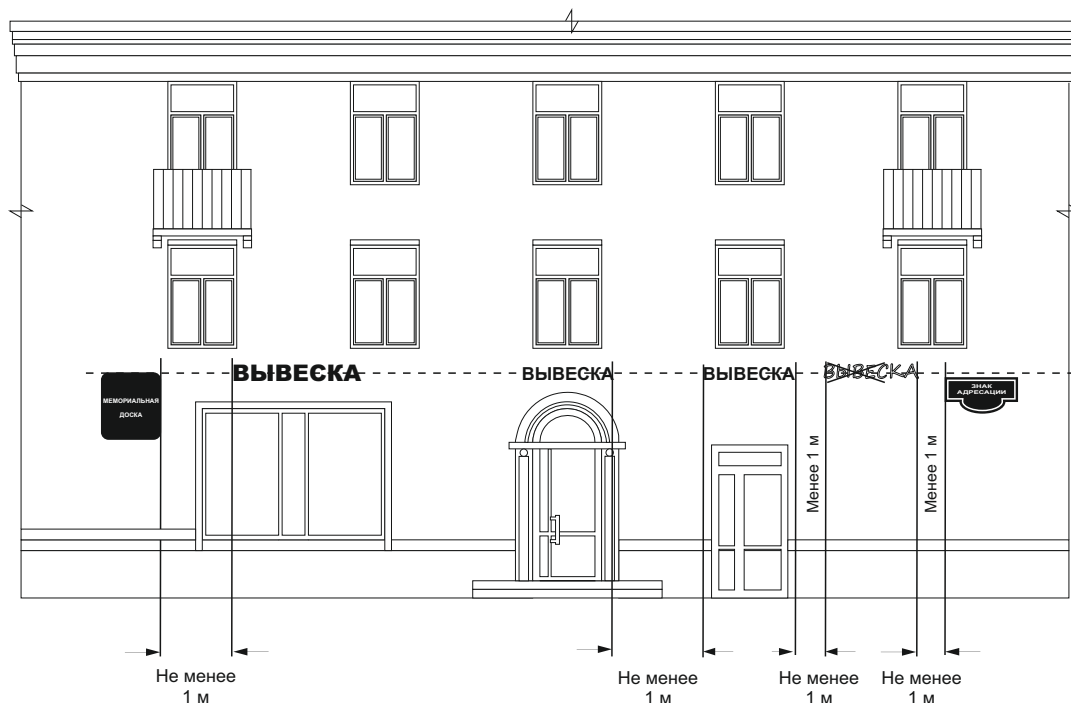 ВЫВЕСКА
ВЫВЕСКА
ВЫВЕСКА
ВЫВЕСКА
МЕМОРИАЛЬНАЯ
ДОСКА
ЗНАК
АДРЕСАЦИИ
Менее 1 м
Менее 1 м
Не менее
1 м
Не менее
1 м
Не менее
1 м
Не менее
1 м